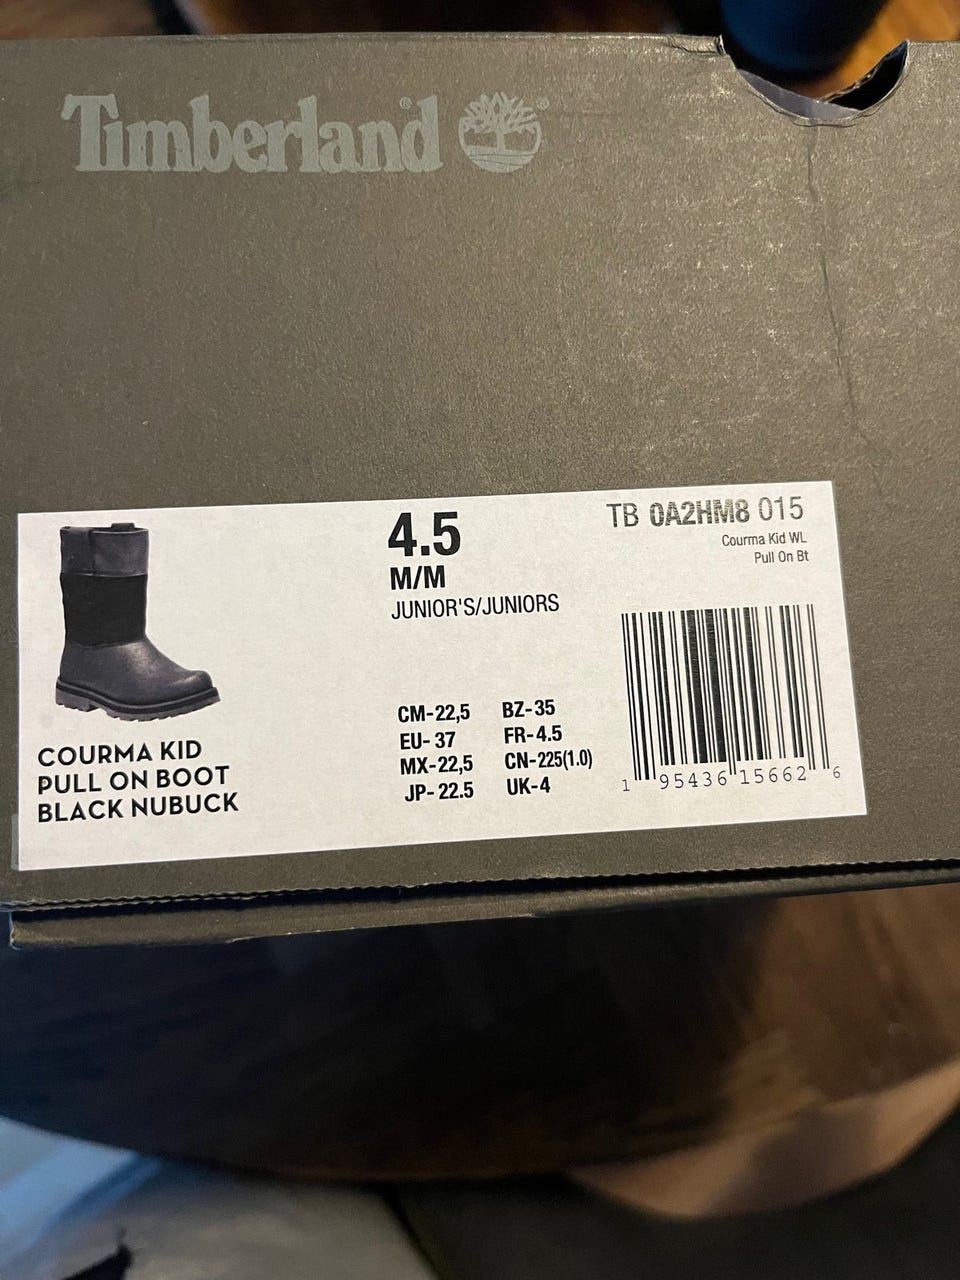 Timberland®
4.5
M/M
JUNIOR'S/JUNIORS
TB 0A2HM8 015
Courma Kid WL
Pull On Bt
COURMA KID
PULL ON BOOT
BLACK NUBUCK
CM-22,5 BZ-35
EU- 37 FR-4.5
MX-22,5 CN-225(1.0)
JP- 22.5 UK-4
1 95436 15662 6